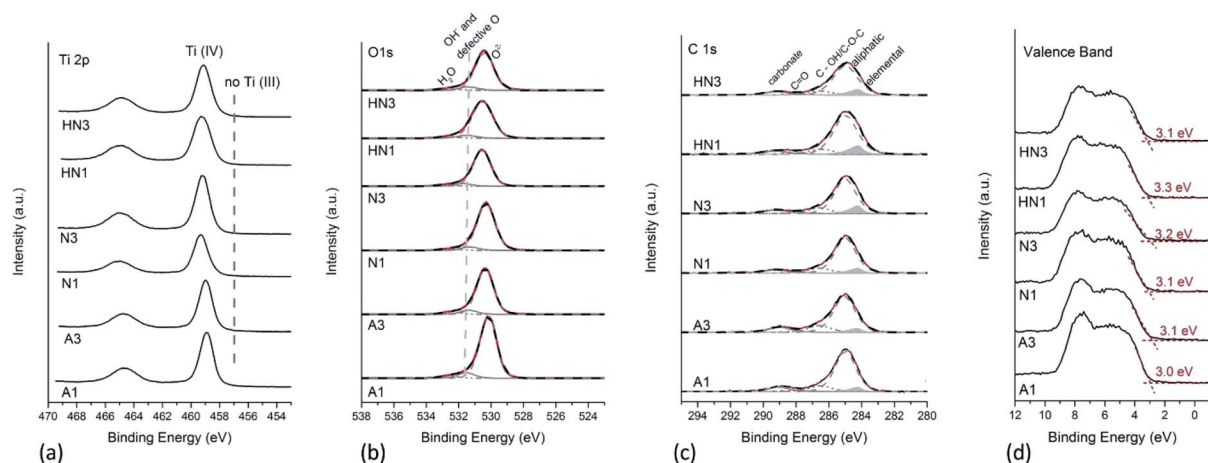 Ti 2p
Ti (IV)
no Ti (III)
HN3
HN1
N3
N1
A3
A1
Intensity (a.u.)
470 468 466 464 462 460 458 456 454
Binding Energy (eV)
(a)
O1s
H2O
OH- and
defective O
O-2
HN3
HN1
N3
N1
A3
A1
Intensity (a.u.)
538 536 534 532 530 528 526 524
Binding Energy (eV)
(b)
C 1s
carbonate
C=O
C - OH/C-O-C
aliphatic
elemental
HN3
HN1
N3
N1
A3
A1
Intensity (a.u.)
294 292 290 288 286 284 282 280
Binding Energy (eV)
(c)
Valence Band
3.1 eV
HN3
3.3 eV
HN1
3.2 eV
N3
3.1 eV
N1
3.1 eV
A3
3.0 eV
A1
Inensity (a.u.)
12 10 8 6 4 2 0
Binding Energy (eV)
(d)